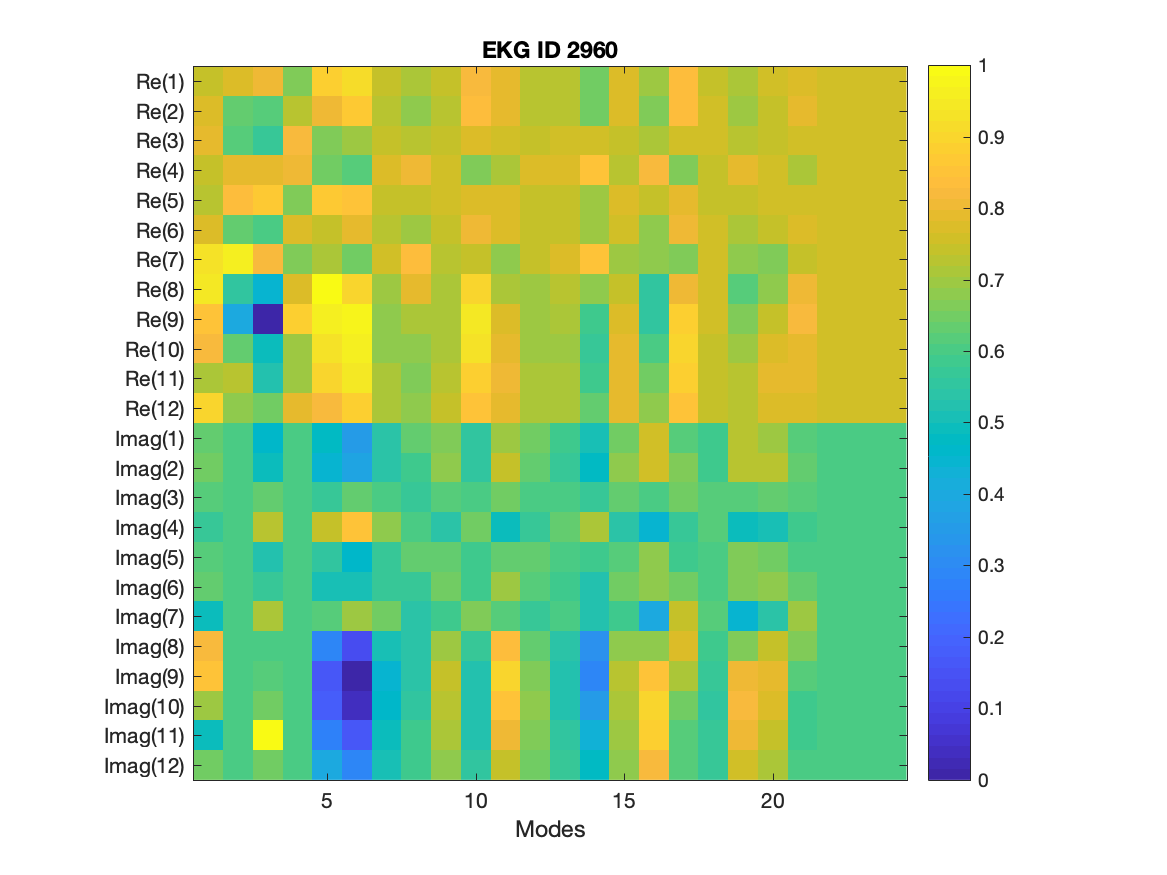 EKG ID 2960
Re(1)
Re(2)
Re(3)
Re(4)
Re(5)
Re(6)
Re(7)
Re(8)
Re(9)
Re(10)
Re(11)
Re(12)
Imag(1)
Imag(2)
Imag(3)
Imag(4)
Imag(5)
Imag(6)
Imag(7)
Imag(8)
Imag(9)
Imag(10)
Imag(11)
Imag(12)
5 10 15 20
Modes
1
0.9
0.8
0.7
0.6
0.5
0.4
0.3
0.2
0.1
0